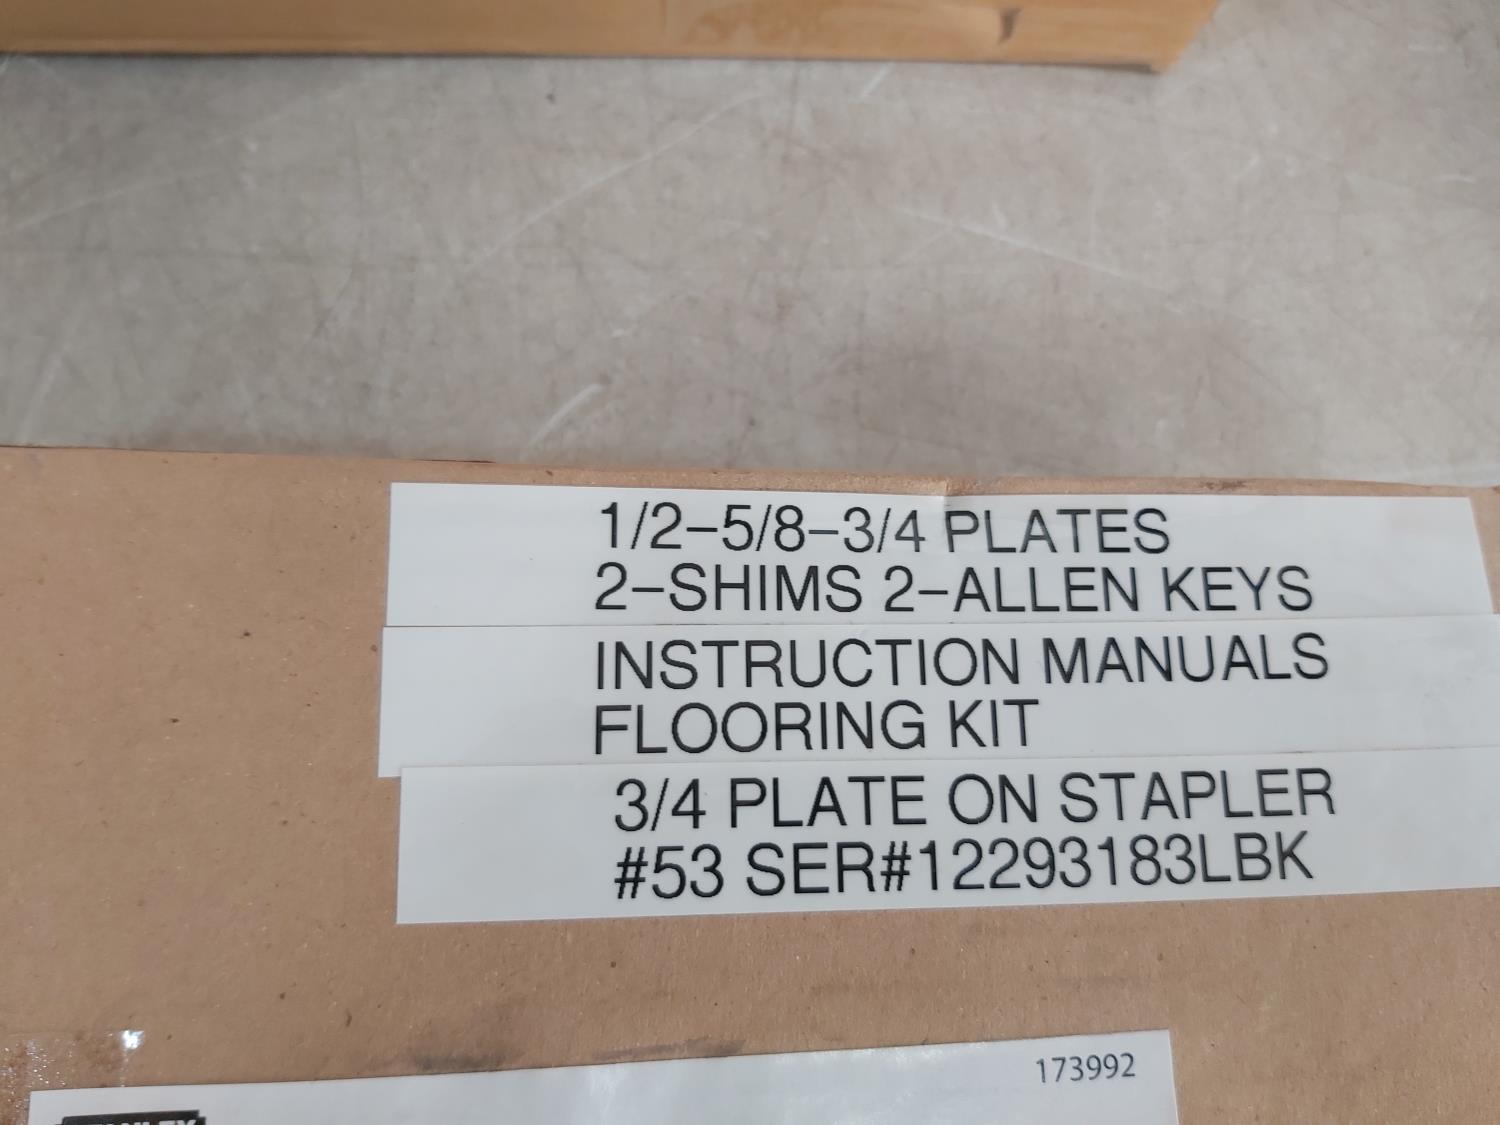 1/2-5/8-3/4 PLATES
2-SHIMS 2-ALLEN KEYS
INSTRUCTION MANUALS
FLOORING KIT
3/4 PLATE ON STAPLER
#53 SER#12293183LBK
173992